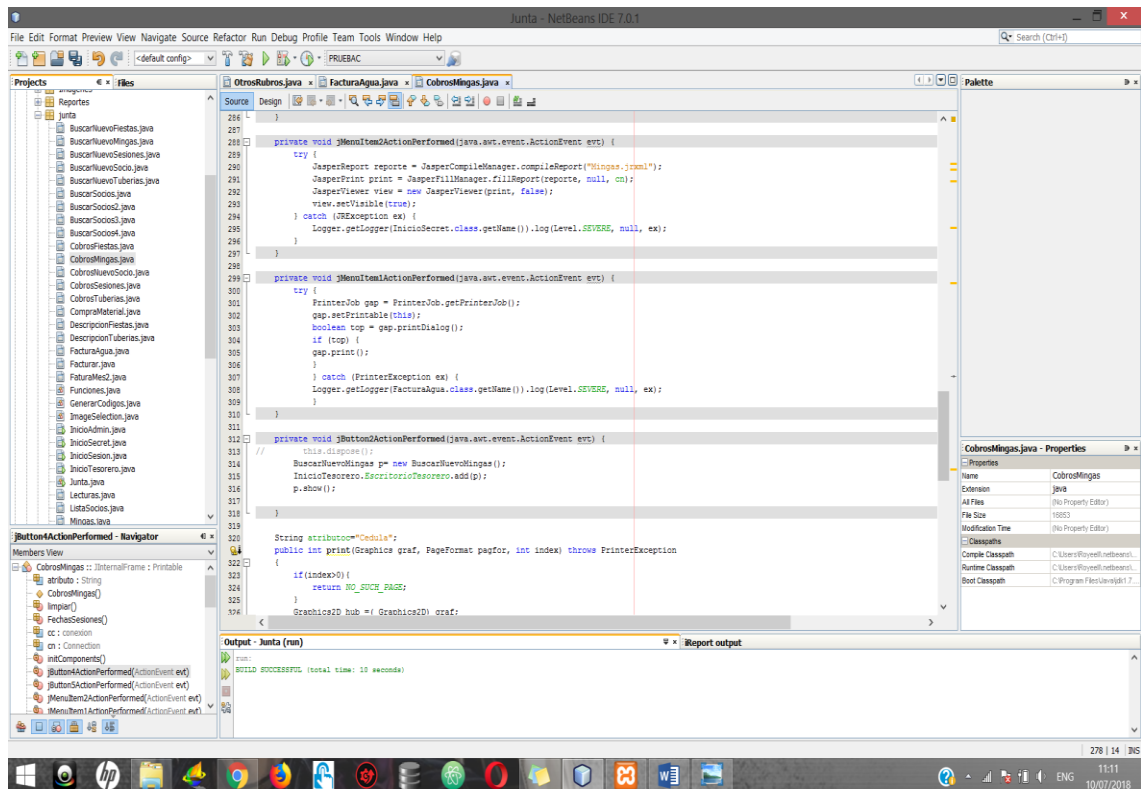 Junta - NetBeans IDE 7.0.1
File Edit Format Preview View Navigate Source Refactor Run Debug Profile Team Tools Window Help
Search (Ctrl+I)
<default config>
PRUEBAC
Projects
Files
Reportes
junta
BuscarNuevoFiestas.java
BuscarNuevoMingas.java
BuscarNuevoSesiones.java
BuscarNuevoSocio.java
BuscarNuevoTuberias.java
BuscarSocios.java
BuscarSocios2.java
BuscarSocios3.java
BuscarSocios4.java
CobrosFiestas.java
CobrosMingas.java
CobrosNuevoSocio.java
CobrosSesiones.java
CobrosTuberias.java
CompraMaterial.java
DescripcionFiestas.java
DescripcionTuberias.java
FacturaAgua.java
Facturar.java
FaturaMes2.java
Funciones.java
GenerarCodigos.java
ImageSelection.java
InicioAdmin.java
InicioSecret.java
InicioSesion.java
InicioTesorero.java
Junta.java
Lecturas.java
ListaSocios.java
Mingas.java
jButton4ActionPerformed - Navigator
Members View
CobrosMingas :: JInternalFrame : Printable
atributo : String
CobrosMingas()
limpiar()
FechasSesiones()
cc : conexion
cn : Connection
initComponents()
jButton4ActionPerformed(ActionEvent evt)
jButton5ActionPerformed(ActionEvent evt)
jMenuItem2ActionPerformed(ActionEvent evt)
jMenuItem1ActionPerformed(ActionEvent evt)
OtrosRubros.java
FacturaAgua.java
CobrosMingas.java
Source Design
286 }
287
288 private void jMenuItem2ActionPerformed(java.awt.event.ActionEvent evt) {
289 try {
290 JasperReport reporte = JasperCompileManager.compileReport("Mingas.jrxml");
291 JasperPrint print = JasperFillManager.fillReport(reporte, null, cn);
292 JasperViewer view = new JasperViewer(print, false);
293 view.setVisible(true);
294 } catch (JRException ex) {
295 Logger.getLogger(InicioSecret.class.getName()).log(Level.SEVERE, null, ex);
296 }
297 }
298
299 private void jMenuItem1ActionPerformed(java.awt.event.ActionEvent evt) {
300 try {
301 PrinterJob gap = PrinterJob.getPrinterJob();
302 gap.setPrintable(this);
303 boolean top = gap.printDialog();
304 if (top) {
305 gap.print();
306 }
307 } catch (PrinterException ex) {
308 Logger.getLogger(FacturaAgua.class.getName()).log(Level.SEVERE, null, ex);
309 }
310 }
311
312 private void jButton2ActionPerformed(java.awt.event.ActionEvent evt) {
313 // this.dispose();
314 BuscarNuevoMingas p= new BuscarNuevoMingas();
315 InicioTesorero.EscritorioTesorero.add(p);
316 p.show();
317
318 }
319
320 String atributo="Cedula";
public int print(Graphics graf, PageFormat pagfor, int index) throws PrinterException
322 {
323 if(index>0){
324 return NO_SUCH_PAGE;
325 }
326 Graphics2D hub =( Graphics2D) graf;
Output - Junta (run)
iReport output
run:
BUILD SUCCESSFUL (total time: 18 seconds)
Palette
CobrosMingas.java - Properties
Properties
Name CobrosMingas
Extension java
All Files (No Property Editor)
File Size 16853
Modification Time (No Property Editor)
Classpaths
Compile Classpath C:\Users\Royeell\netbeans\...
Runtime Classpath C:\Users\Royeell\netbeans\...
Boot Classpath C:\Program Files\Java\jdk1.7...
278 | 14 INS
hp
ENG
11:11
10/07/2018